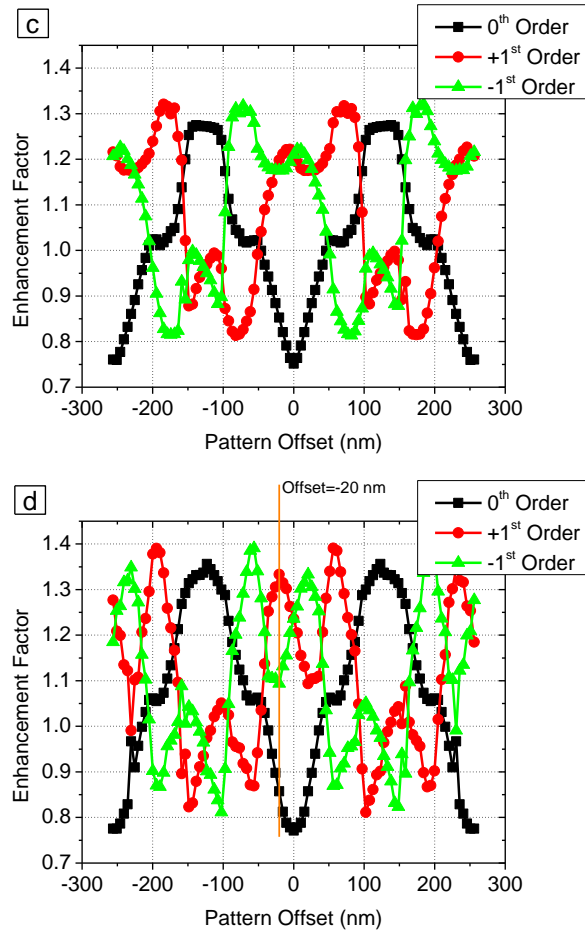 c
0th Order
+1st Order
-1st Order
1.4
1.3
1.2
1.1
1.0
0.9
0.8
0.7
Enhancement Factor
-300 -200 -100 0 100 200 300
Pattern Offset (nm)
d
Offset=-20 nm
0th Order
+1st Order
-1st Order
1.4
1.3
1.2
1.1
1.0
0.9
0.8
0.7
Enhancement Factor
-300 -200 -100 0 100 200 300
Pattern Offset (nm)